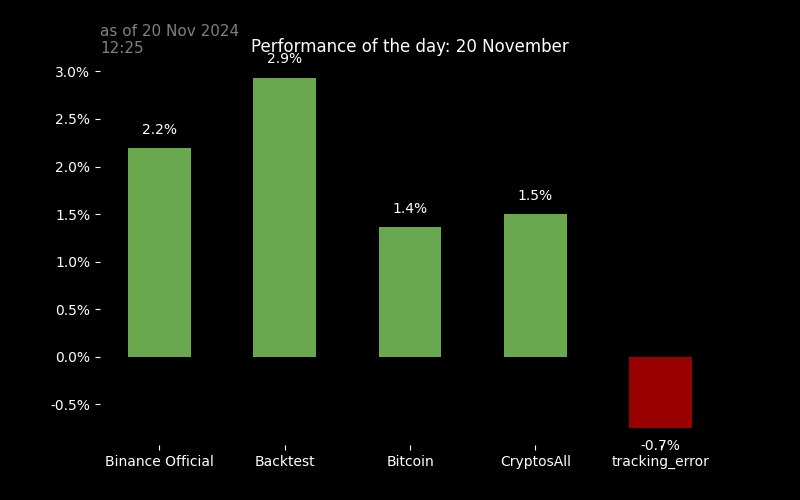 as of 20 Nov 2024
12:25
Performance of the day: 20 November
3.0%
2.5%
2.0%
1.5%
1.0%
0.5%
0.0%
-0.5%
2.2%
2.9%
1.4%
1.5%
-0.7%
Binance Official
Backtest
Bitcoin
CryptosAll
tracking_error